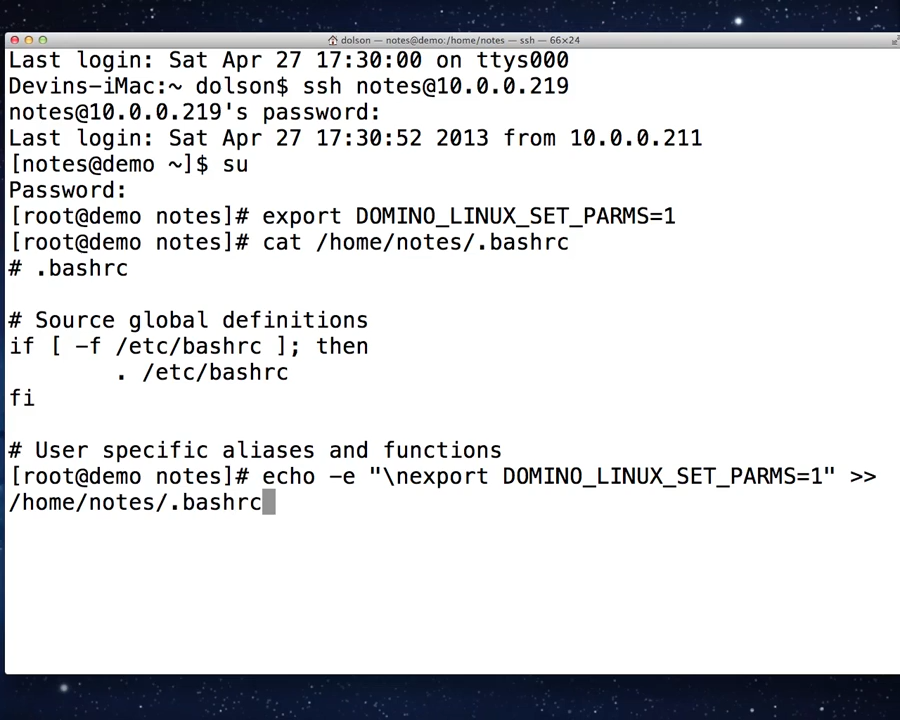 dolson — notes@demo:/home/notes — ssh — 66×24
Last login: Sat Apr 27 17:30:00 on ttys000
Devins-iMac:~ dolson$ ssh notes@10.0.0.219
notes@10.0.0.219's password:
Last login: Sat Apr 27 17:30:52 2013 from 10.0.0.211
[notes@demo ~]$ su
Password:
[root@demo notes]# export DOMINO_LINUX_SET_PARMS=1
[root@demo notes]# cat /home/notes/.bashrc
# .bashrc
# Source global definitions
if [ -f /etc/bashrc ]; then
        . /etc/bashrc
fi
# User specific aliases and functions
[root@demo notes]# echo -e "\nexport DOMINO_LINUX_SET_PARMS=1" >>
/home/notes/.bashrc